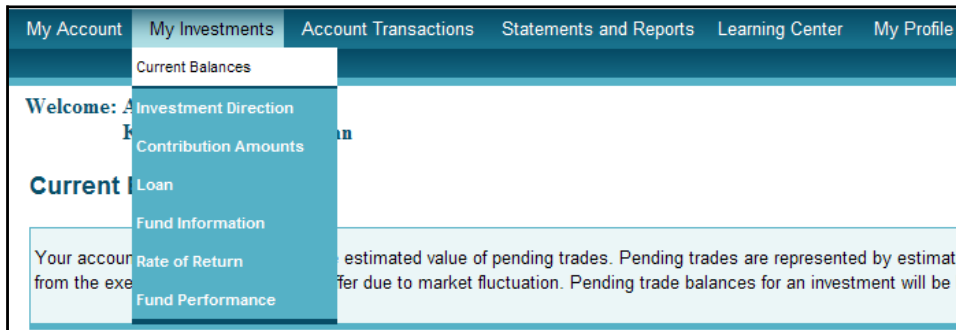 My Account My Investments Account Transactions Statements and Reports Learning Center My Profile
Current Balances
Welcome:
Investment Direction
Contribution Amounts
Current
Loan
Fund Information
Your accoun Rate of Return estimated value of pending trades. Pending trades are represented by estimat
from the exe fer due to market fluctuation. Pending trade balances for an investment will be
Fund Performance